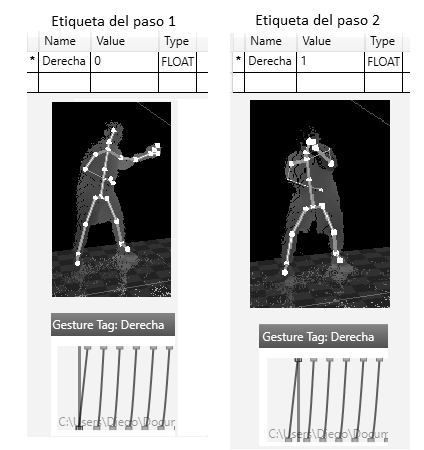 Etiqueta del paso 1
Name Value Type
* Derecha 0 FLOAT
Gesture Tag: Derecha
C:\Users\Diego\Docum
Etiqueta del paso 2
Name Value Type
* Derecha 1 FLOAT
Gesture Tag: Derecha
C:\Users\Diego\Docum